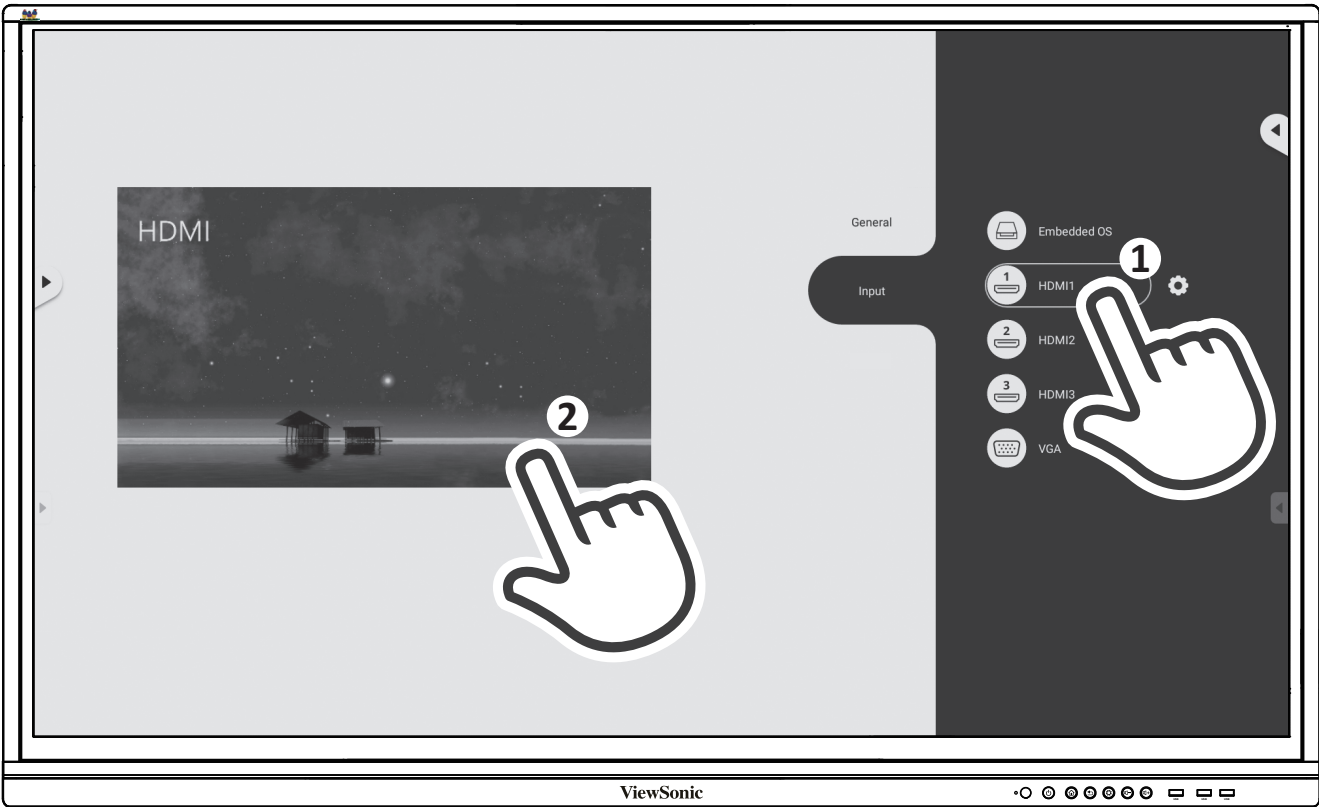 HDMI
General
Input
Embedded OS
1
1
HDMI1
2
HDMI2
3
HDMI3
VGA
2
ViewSonic